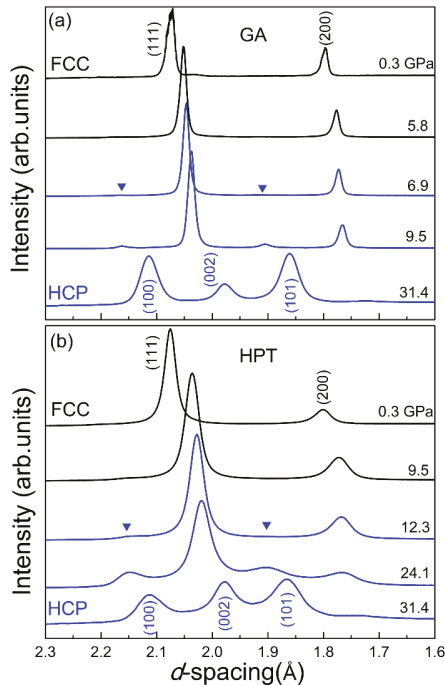 (a)
GA
(111)
(200)
FCC
0.3 GPa
5.8
6.9
9.5
HCP
(100)
(002)
(101)
31.4
Intensity (arb.units)
(b)
HPT
(111)
(200)
FCC
0.3 GPa
9.5
12.3
24.1
HCP
(100)
(002)
(101)
31.4
Intensity (arb.units)
2.3 2.2 2.1 2.0 1.9 1.8 1.7 1.6
d-spacing(Å)